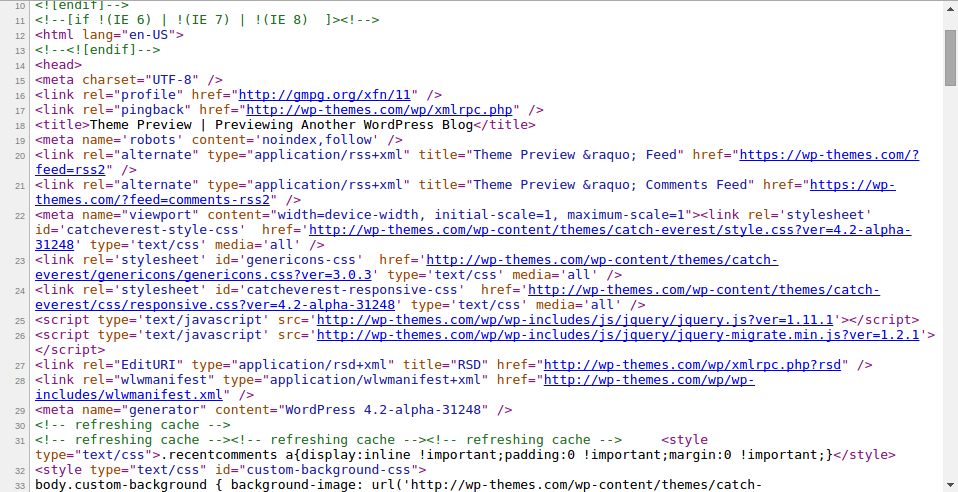 10 <![endif]-->
11 <!--[if !(IE 6) | !(IE 7) | !(IE 8)  ]><!-->
12 <html lang="en-US">
13 <!--<![endif]-->
14 <head>
15 <meta charset="UTF-8" />
16 <link rel="profile" href="http://gmpg.org/xfn/11" />
17 <link rel="pingback" href="http://wp-themes.com/wp/xmlrpc.php" />
18 <title>Theme Preview | Previewing Another WordPress Blog</title>
19 <meta name='robots' content='noindex,follow' />
20 <link rel="alternate" type="application/rss+xml" title="Theme Preview &raquo; Feed" href="https://wp-themes.com/?
feed=rss2" />
21 <link rel="alternate" type="application/rss+xml" title="Theme Preview &raquo; Comments Feed" href="https://wp-
themes.com/?feed=comments-rss2" />
22 <meta name="viewport" content="width=device-width, initial-scale=1, maximum-scale=1"><link rel='stylesheet'
id='catcheverest-style-css'  href='http://wp-themes.com/wp-content/themes/catch-everest/style.css?ver=4.2-alpha-
31248' type='text/css' media='all' />
23 <link rel='stylesheet' id='genericons-css'  href='http://wp-themes.com/wp-content/themes/catch-
everest/genericons/genericons.css?ver=3.0.3' type='text/css' media='all' />
24 <link rel='stylesheet' id='catcheverest-responsive-css'  href='http://wp-themes.com/wp-content/themes/catch-
everest/css/responsive.css?ver=4.2-alpha-31248' type='text/css' media='all' />
25 <script type='text/javascript' src='http://wp-themes.com/wp/wp-includes/js/jquery/jquery.js?ver=1.11.1'></script>
26 <script type='text/javascript' src='http://wp-themes.com/wp/wp-includes/js/jquery/jquery-migrate.min.js?ver=1.2.1'>
</script>
27 <link rel="EditURI" type="application/rsd+xml" title="RSD" href="http://wp-themes.com/wp/xmlrpc.php?rsd" />
28 <link rel="wlwmanifest" type="application/wlwmanifest+xml" href="http://wp-themes.com/wp/wp-
includes/wlwmanifest.xml" />
29 <meta name="generator" content="WordPress 4.2-alpha-31248" />
30 <!-- refreshing cache -->
31 <!-- refreshing cache --><!-- refreshing cache --><!-- refreshing cache -->     <style
type="text/css">.recentcomments a{display:inline !important;padding:0 !important;margin:0 !important;}</style>
32 <style type="text/css" id="custom-background-css">
33 body.custom-background { background-image: url('http://wp-themes.com/wp-content/themes/catch-